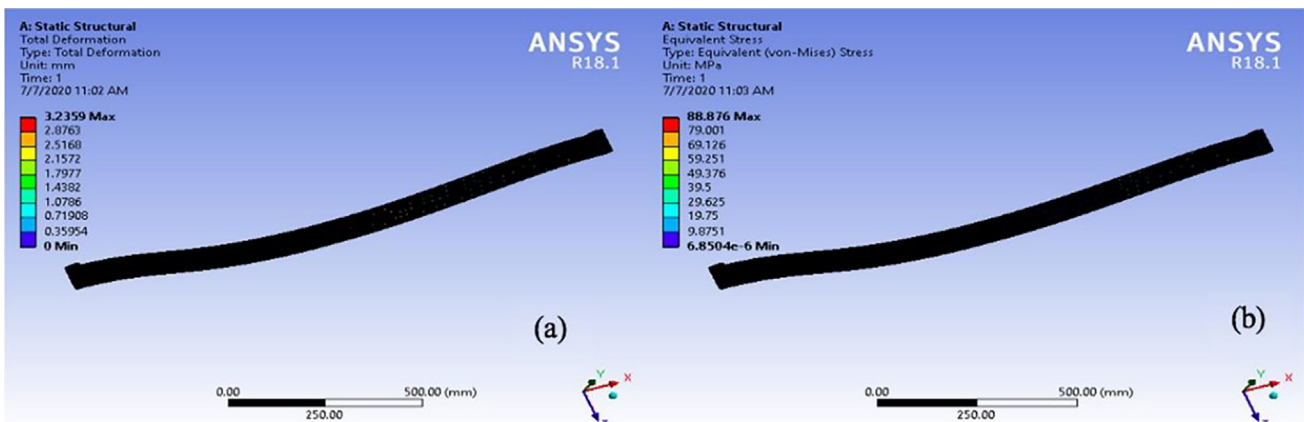 A: Static Structural
Total Deformation
Type: Total Deformation
Unit: mm
Time: 1
7/7/2020 11:02 AM
ANSYS
R18.1
3.2359 Max
2.8763
2.5168
2.1572
1.7977
1.4382
1.0786
0.71908
0.35954
0 Min
(a)
0.00
500.00 (mm)
250.00
Y
X
A: Static Structural
Equivalent Stress
Type: Equivalent (von-Mises) Stress
Unit: MPa
Time: 1
7/7/2020 11:03 AM
ANSYS
R18.1
88.876 Max
79.001
69.126
59.251
49.376
39.5
29.625
19.75
9.8751
6.8504e-6 Min
(b)
0.00
500.00 (mm)
250.00
Y
X